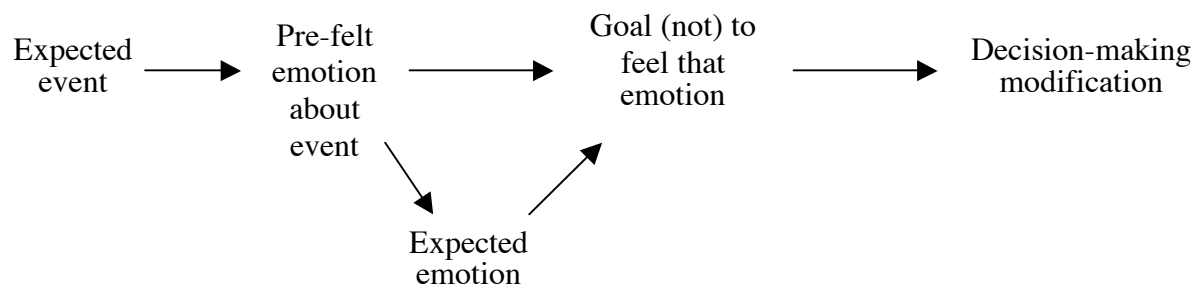 Expected
event
Pre-felt
emotion
about
event
Goal (not) to
feel that
emotion
Decision-making
modification
Expected
emotion